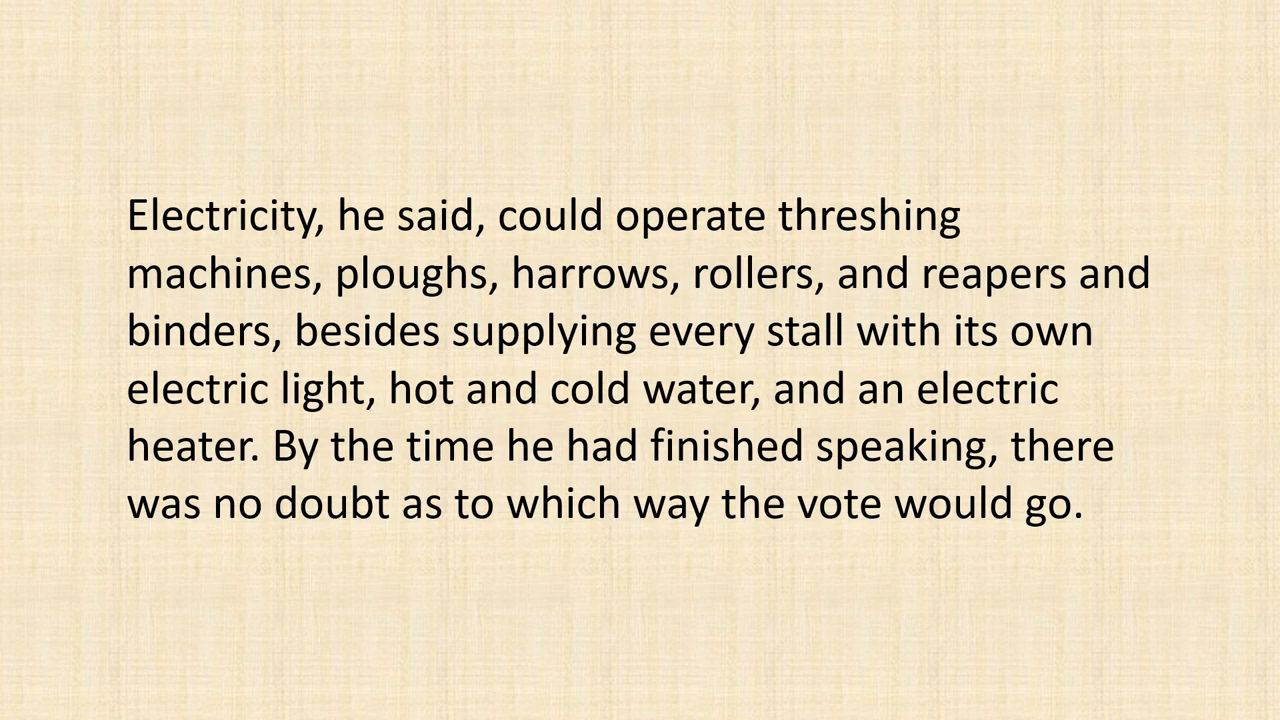 Electricity, he said, could operate threshing
machines, ploughs, harrows, rollers, and reapers and
binders, besides supplying every stall with its own
electric light, hot and cold water, and an electric
heater. By the time he had finished speaking, there
was no doubt as to which way the vote would go.